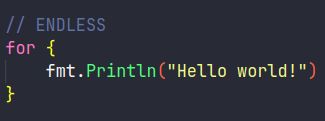 // ENDLESS
for {
    fmt.Println("Hello world!")
}